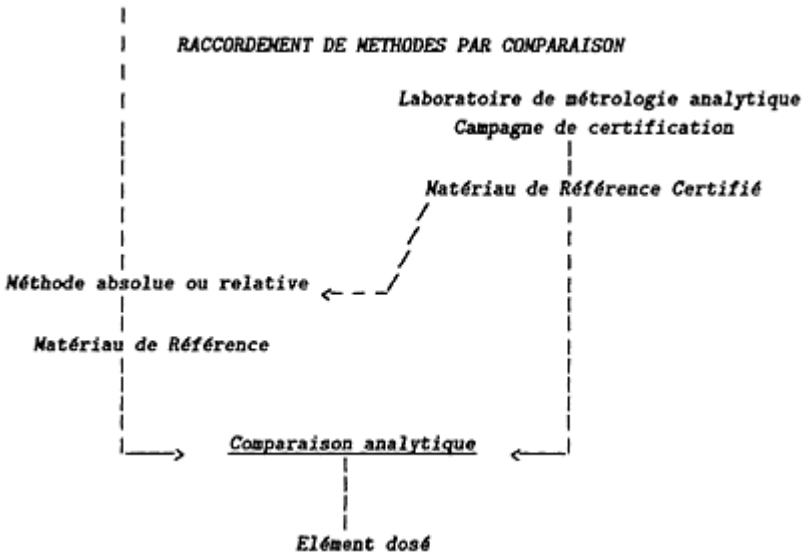 RACCORDEMENT DE METHODES PAR COMPARAISON
Laboratoire de métrologie analytique
Campagne de certification
Matériau de Référence Certifié
Méthode absolue ou relative
Matériau de Référence
Comparaison analytique
Elément dosé